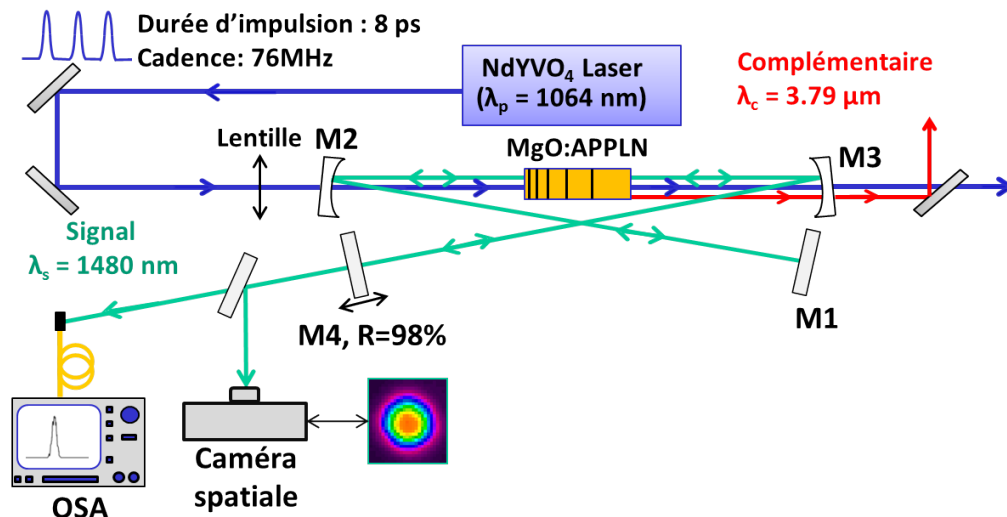 Durée d’impulsion : 8 ps
Cadence: 76MHz
NdYVO₄ Laser
(λₚ = 1064 nm)
Complémentaire
λ_c = 3.79 µm
Lentille
M2
MgO:APPLN
M3
Signal
λₛ = 1480 nm
M4, R=98%
M1
Caméra
spatiale
OSA